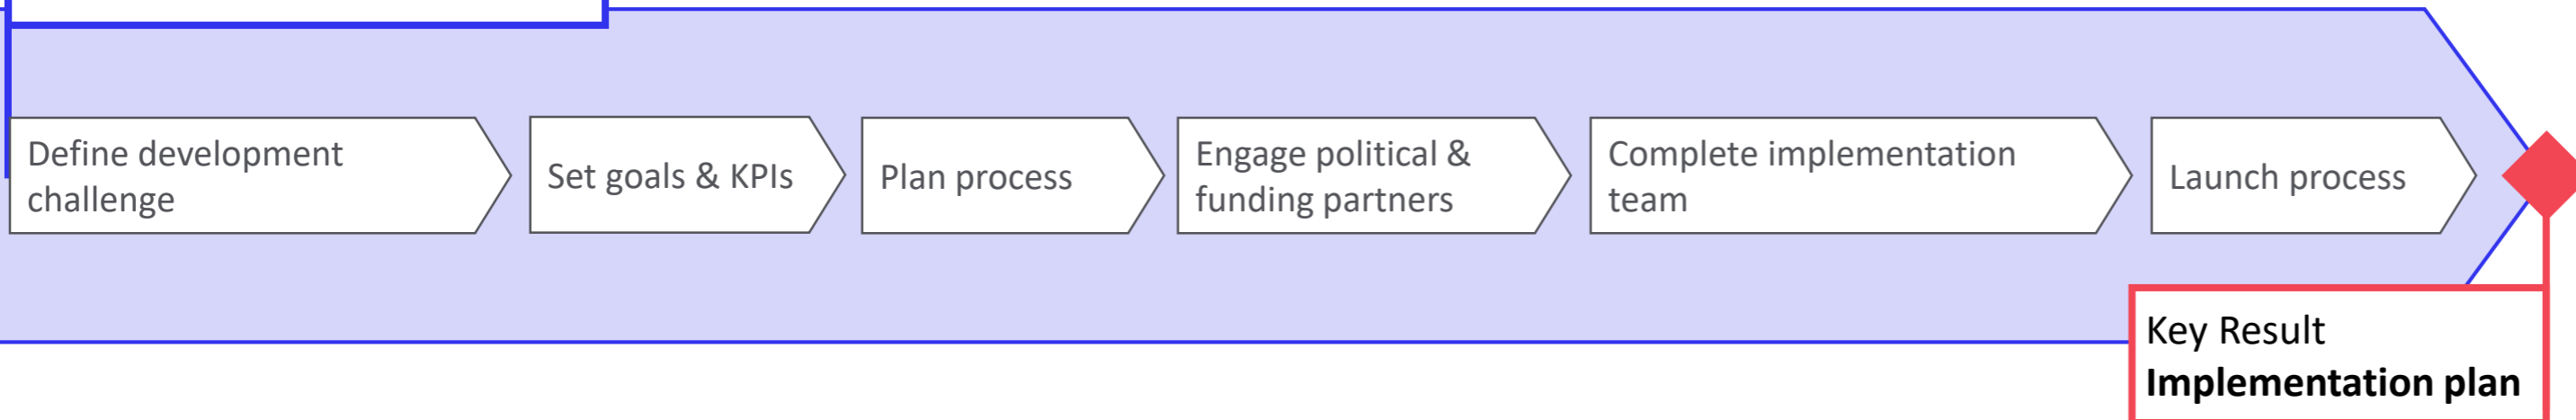 Define development
challenge
Set goals & KPIs
Plan process
Engage political &
funding partners
Complete implementation
team
Launch process
Key Result
Implementation plan